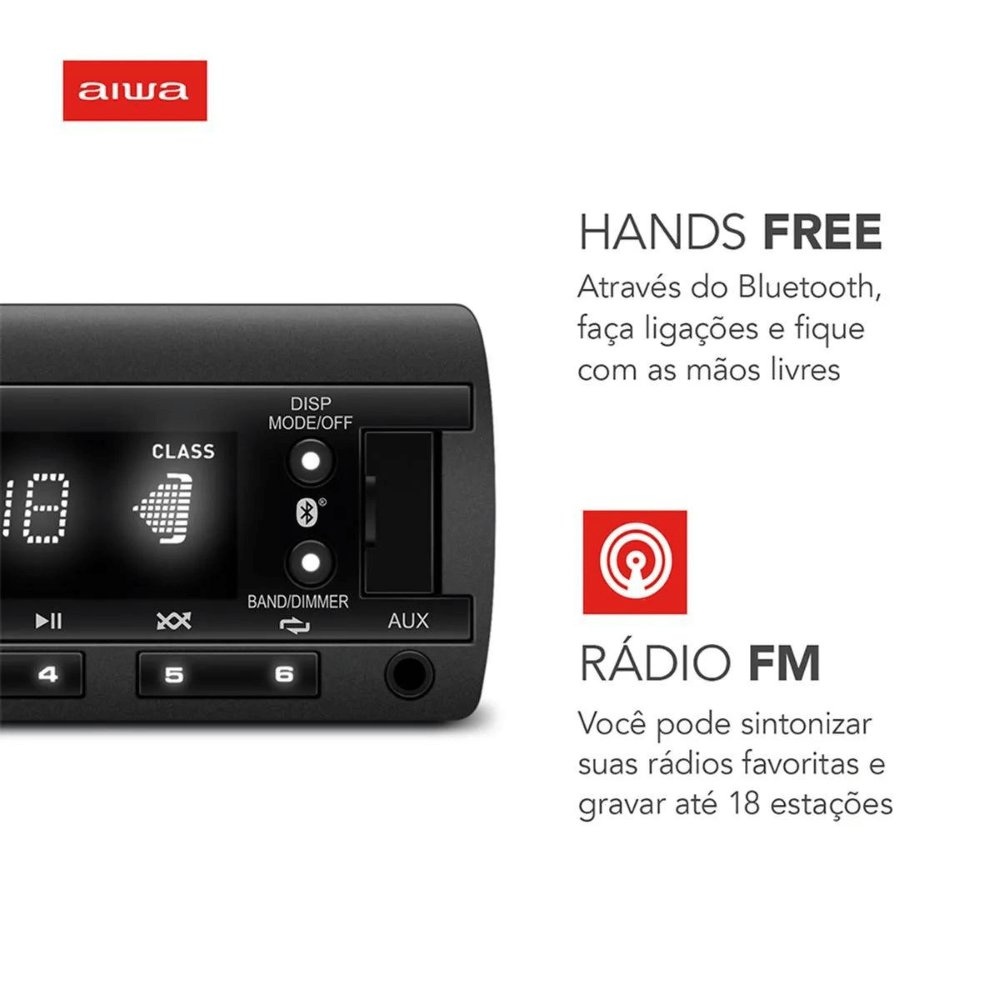 aiwa
HANDS FREE
Através do Bluetooth,
faça ligações e fique
com as mãos livres
DISP
MODE/OFF
CLASS
18
®
BAND/DIMMER
AUX
4
5
6
RÁDIO FM
Você pode sintonizar
suas rádios favoritas e
gravar até 18 estações